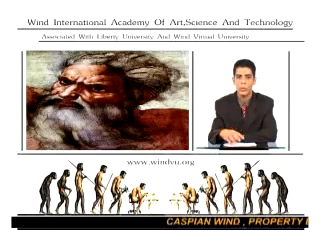 Wind International Academy Of Art,Science And Technology
Associated With Liberty University And Wind Virtual University
www.windvu.org
CASPIAN WIND , PROPERTY